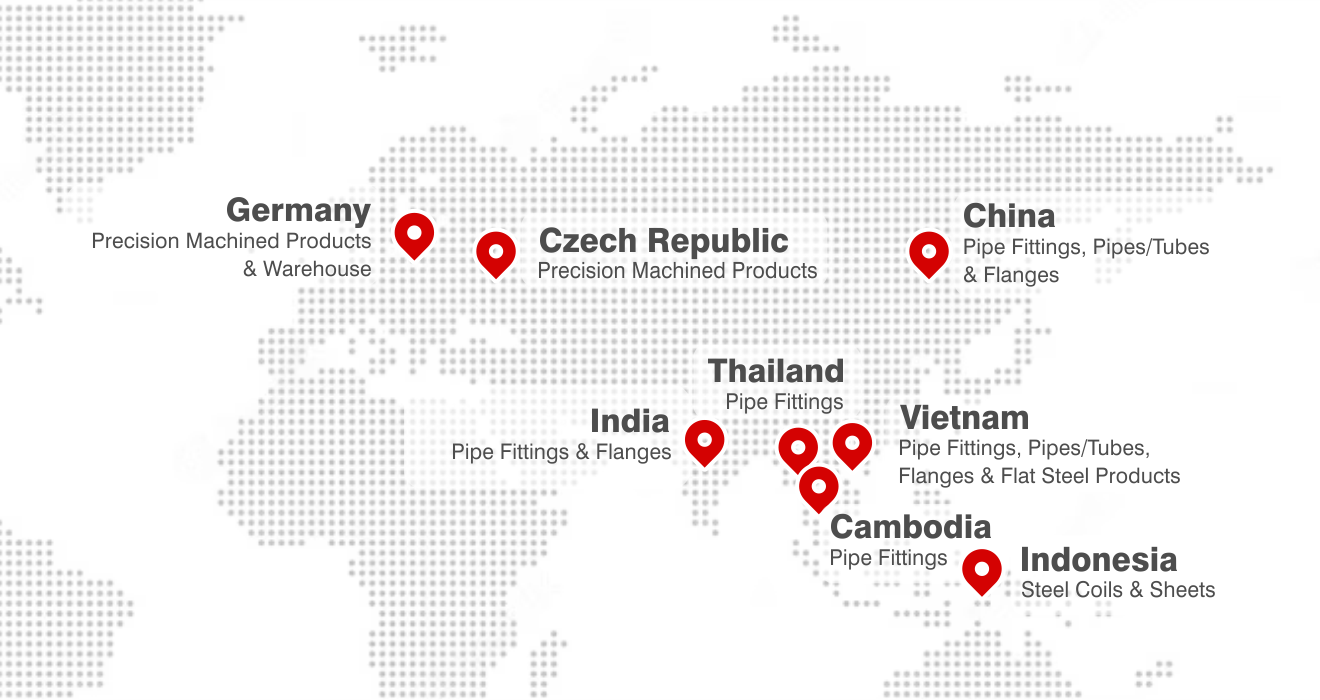 Germany
Precision Machined Products
& Warehouse
Czech Republic
Precision Machined Products
China
Pipe Fittings, Pipes/Tubes
& Flanges
Thailand
Pipe Fittings
India
Pipe Fittings & Flanges
Vietnam
Pipe Fittings, Pipes/Tubes,
Flanges & Flat Steel Products
Cambodia
Pipe Fittings
Indonesia
Steel Coils & Sheets